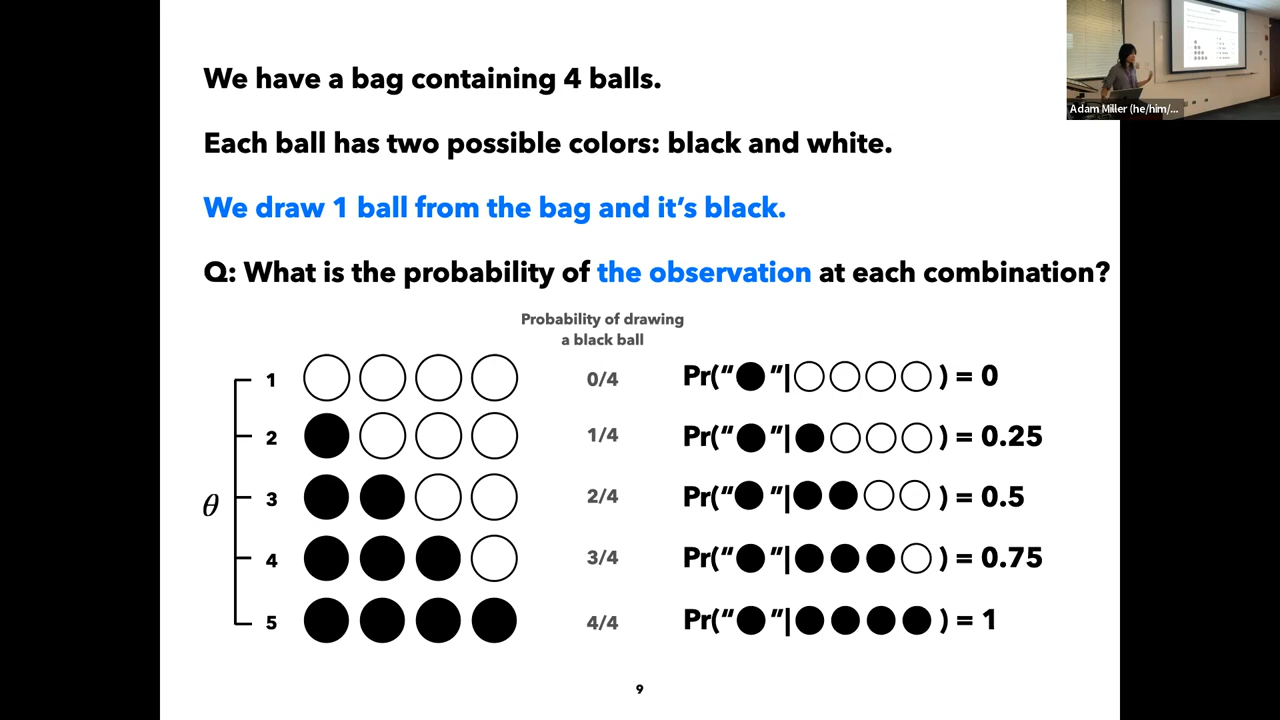 We have a bag containing 4 balls.
Adam Miller (he/him/...
Each ball has two possible colors: black and white.
We draw 1 ball from the bag and it's black.
Q: What is the probability of the observation at each combination?
Probability of drawing
a black ball
1 0/4 Pr("●"|○○○○) = 0
2 1/4 Pr("●"|●○○○) = 0.25
θ
3 2/4 Pr("●"|●●○○) = 0.5
4 3/4 Pr("●"|●●●○) = 0.75
5 4/4 Pr("●"|●●●●) = 1
9